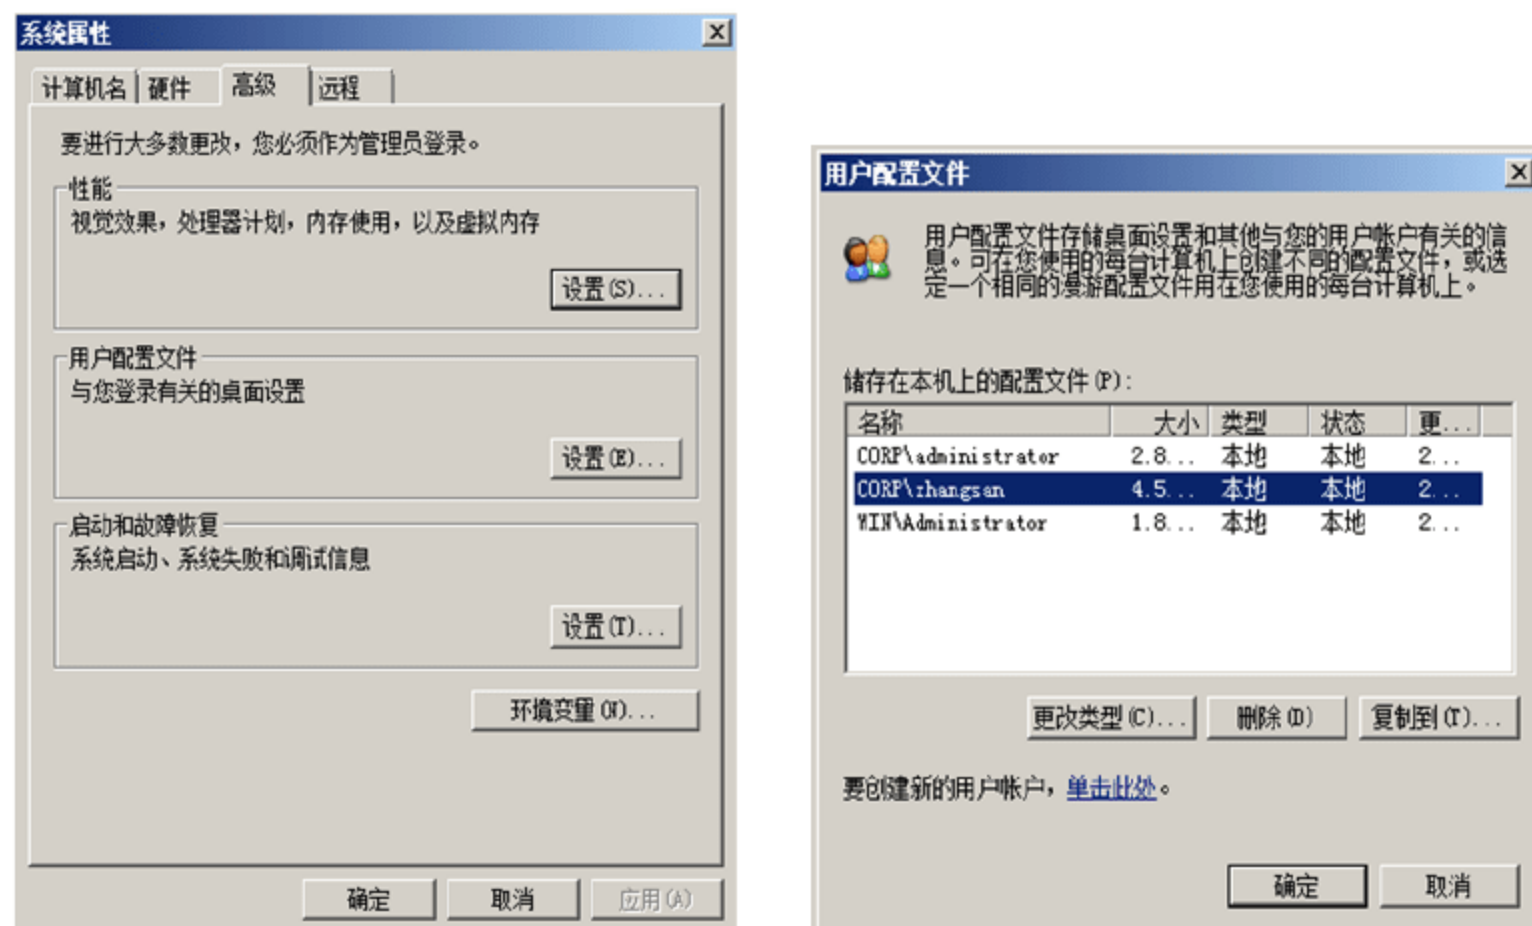 系统属性
计算机名 硬件 高级 远程
要进行大多数更改，您必须作为管理员登录。
性能
视觉效果，处理器计划，内存使用，以及虚拟内存
设置(S)...
用户配置文件
与您登录有关的桌面设置
设置(E)...
启动和故障恢复
系统启动、系统失败和调试信息
设置(T)...
环境变量(N)...
确定 取消 应用(A)
用户配置文件
用户配置文件存储桌面设置和其他与您的用户帐户有关的信
息。可在您使用的每台计算机上创建不同的配置文件，或选
定一个相同的漫游配置文件用在您使用的每台计算机上。
储存在本机上的配置文件(P):
名称 大小 类型 状态 更...
CORP\administrator 2.8... 本地 本地 2...
CORP\zhangsan 4.5... 本地 本地 2...
WIN\Administrator 1.8... 本地 本地 2...
更改类型(C)... 删除(D) 复制到(T)...
要创建新的用户帐户，单击此处。
确定 取消